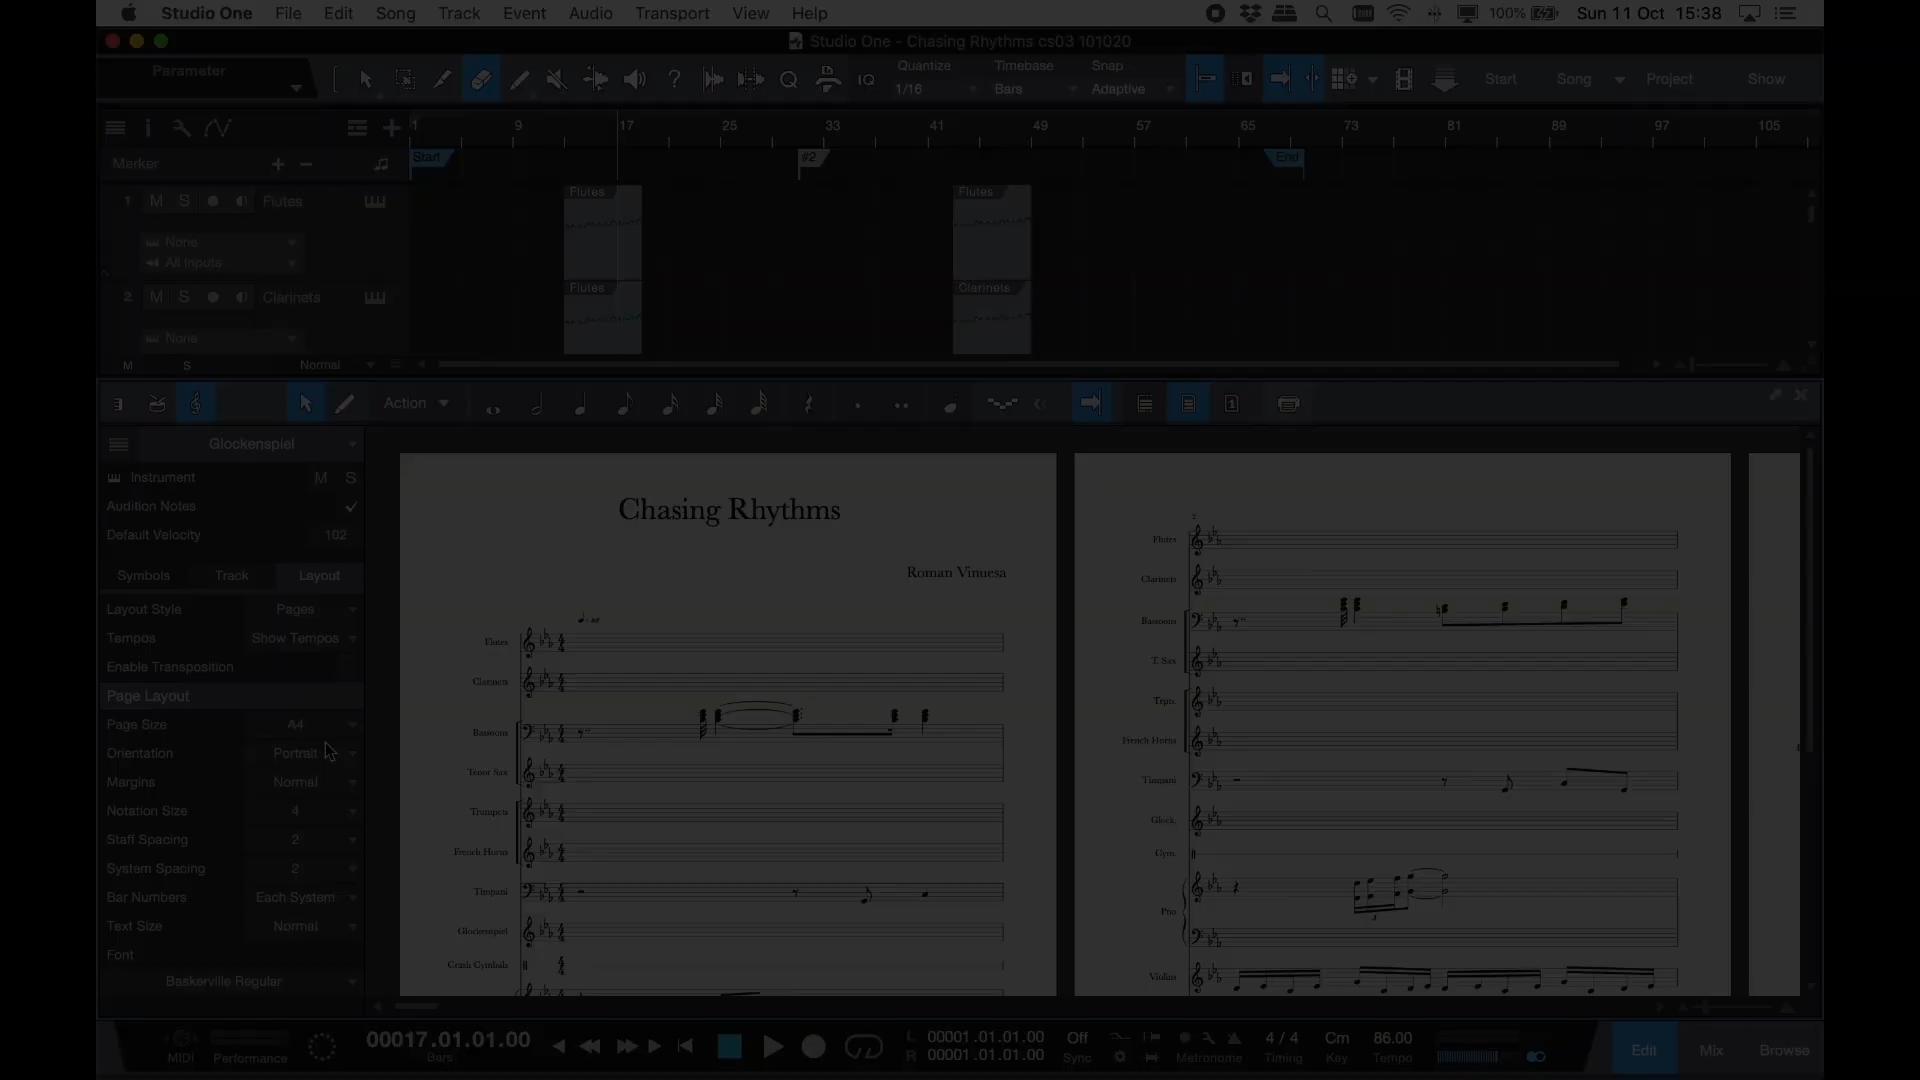 Studio One File Edit Song Track Event Audio Transport View Help 100% Sun 11 Oct 15:38
Studio One - Chasing Rhythms cs03 101020
Parameter
Quantize Timebase Snap
1/16 Bars Adaptive
IQ Start Song Project Show
1 9 17 25 33 41 49 57 65 73 81 89 97 105
Marker Start #2 End
1 M S Flutes
Flutes Flutes
None
All Inputs
2 M S Clarinets
Flutes Clarinets
None
M S Normal
Action
Glockenspiel
Instrument M S
Audition Notes
Default Velocity 102
Symbols Track Layout
Layout Style Pages
Tempos Show Tempos
Enable Transposition
Page Layout
Page Size A4
Orientation Portrait
Margins Normal
Notation Size 4
Staff Spacing 2
System Spacing 2
Bar Numbers Each System
Text Size Normal
Font
Baskerville Regular
Chasing Rhythms
Roman Vinuesa
Flutes
Clarinets
Bassoons
Tenor Sax
Trumpets
French Horns
Timpani
Glockenspiel
Crash Cymbals
2
Flutes
Clarinets
Bassoons
T. Sax
Trpts.
French Horns
Timpani
Glock.
Cym.
Pno
3
Violins
MIDI Performance
00017.01.01.00
Bars
L 00001.01.01.00
R 00001.01.01.00
Off
Sync
Metronome
4 / 4
Timing
Cm
Key
86.00
Tempo
Edit Mix Browse